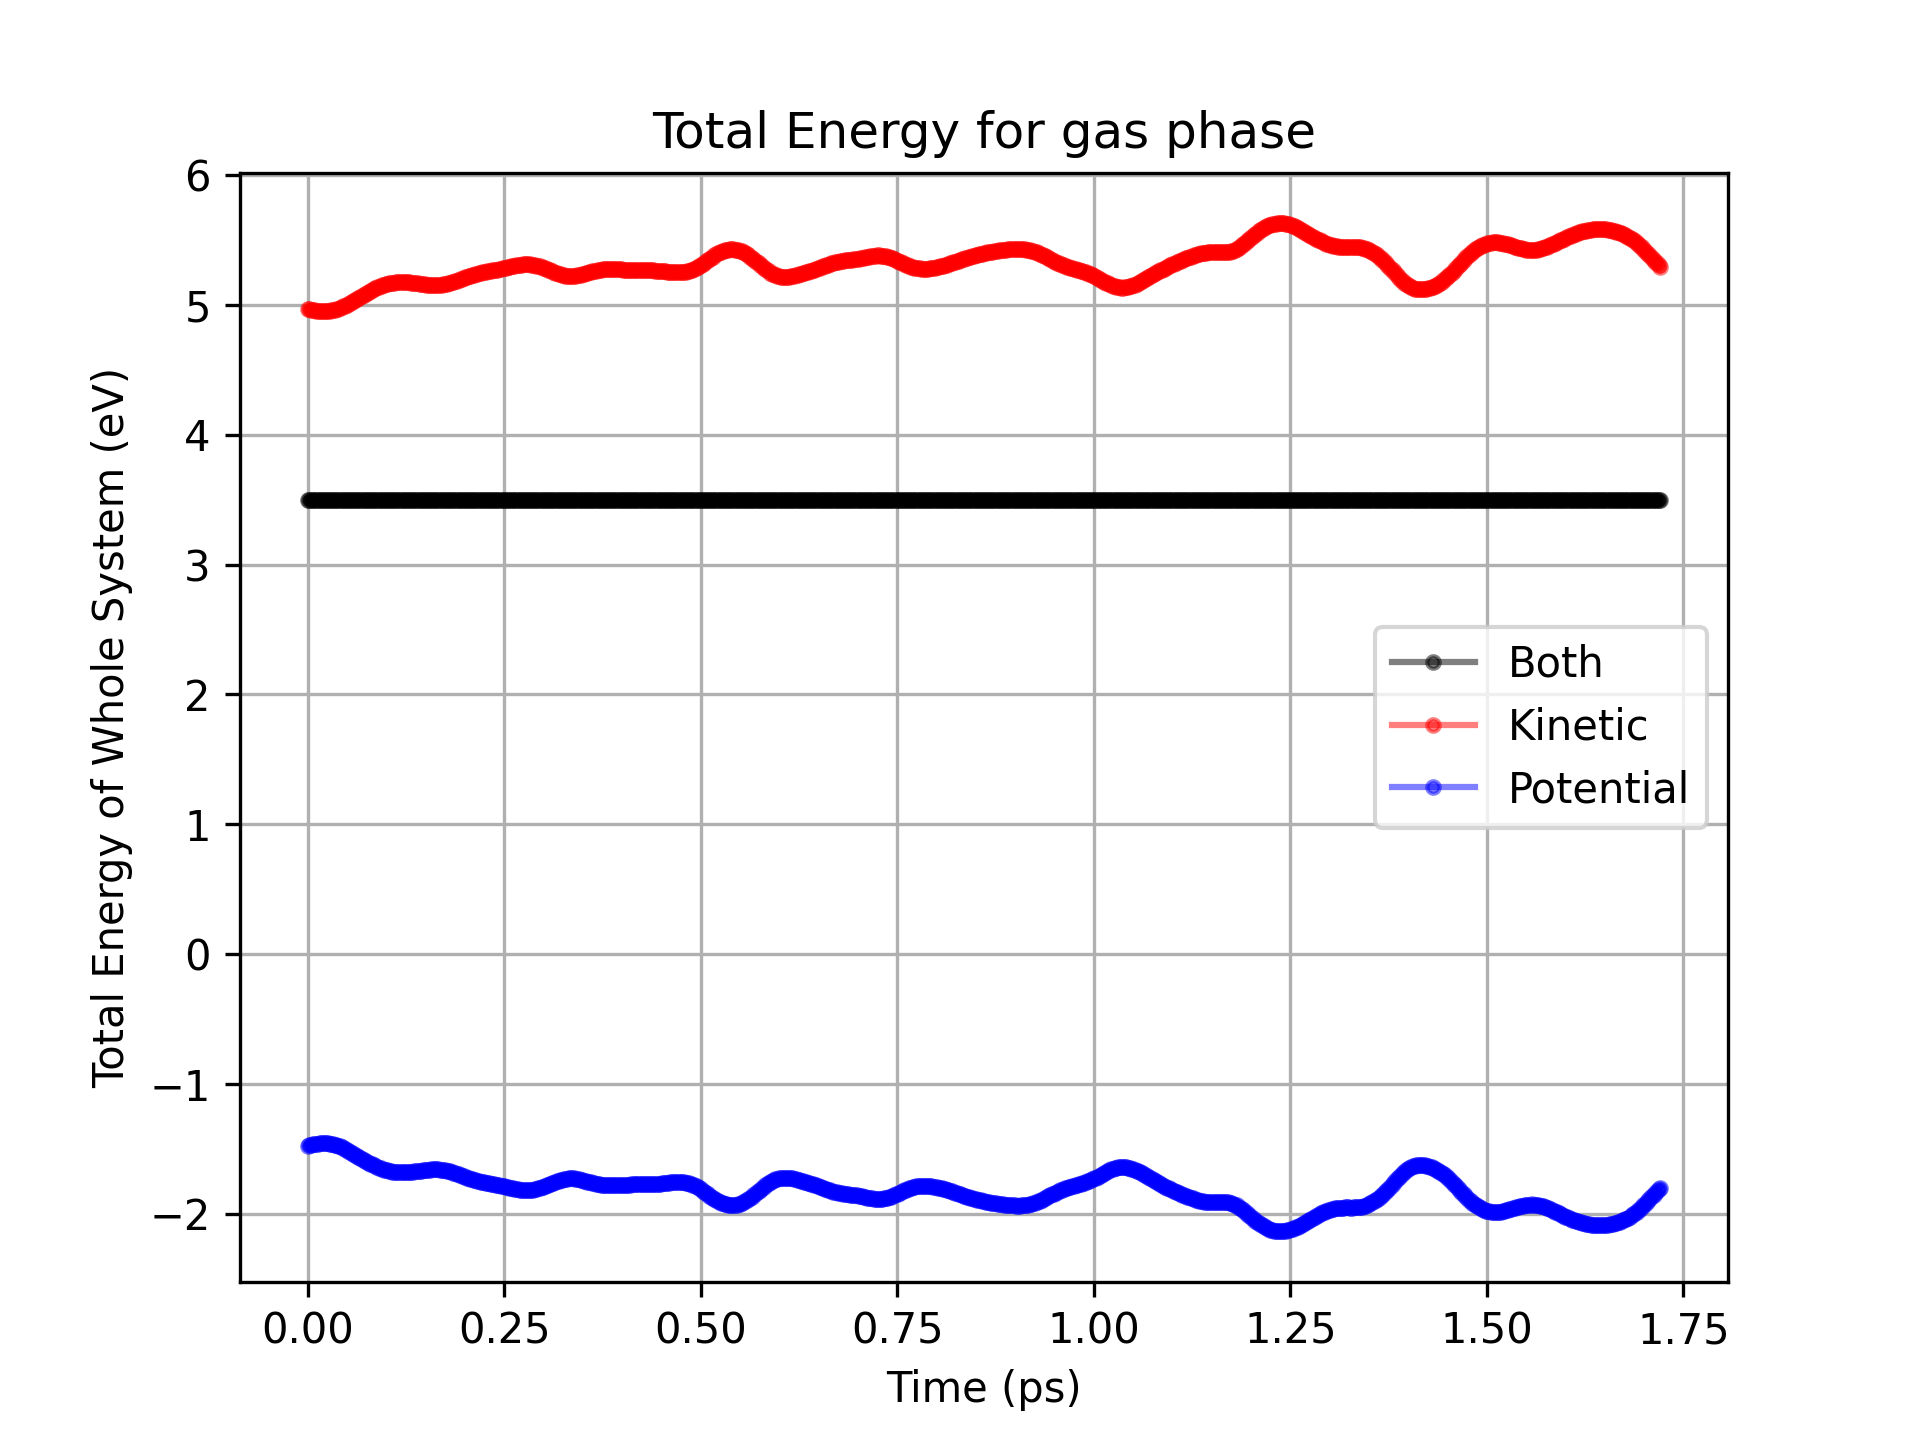 Total Energy for gas phase
Total Energy of Whole System (eV)
6
5
4
3
2
1
0
−1
−2
Both
Kinetic
Potential
0.00 0.25 0.50 0.75 1.00 1.25 1.50 1.75
Time (ps)